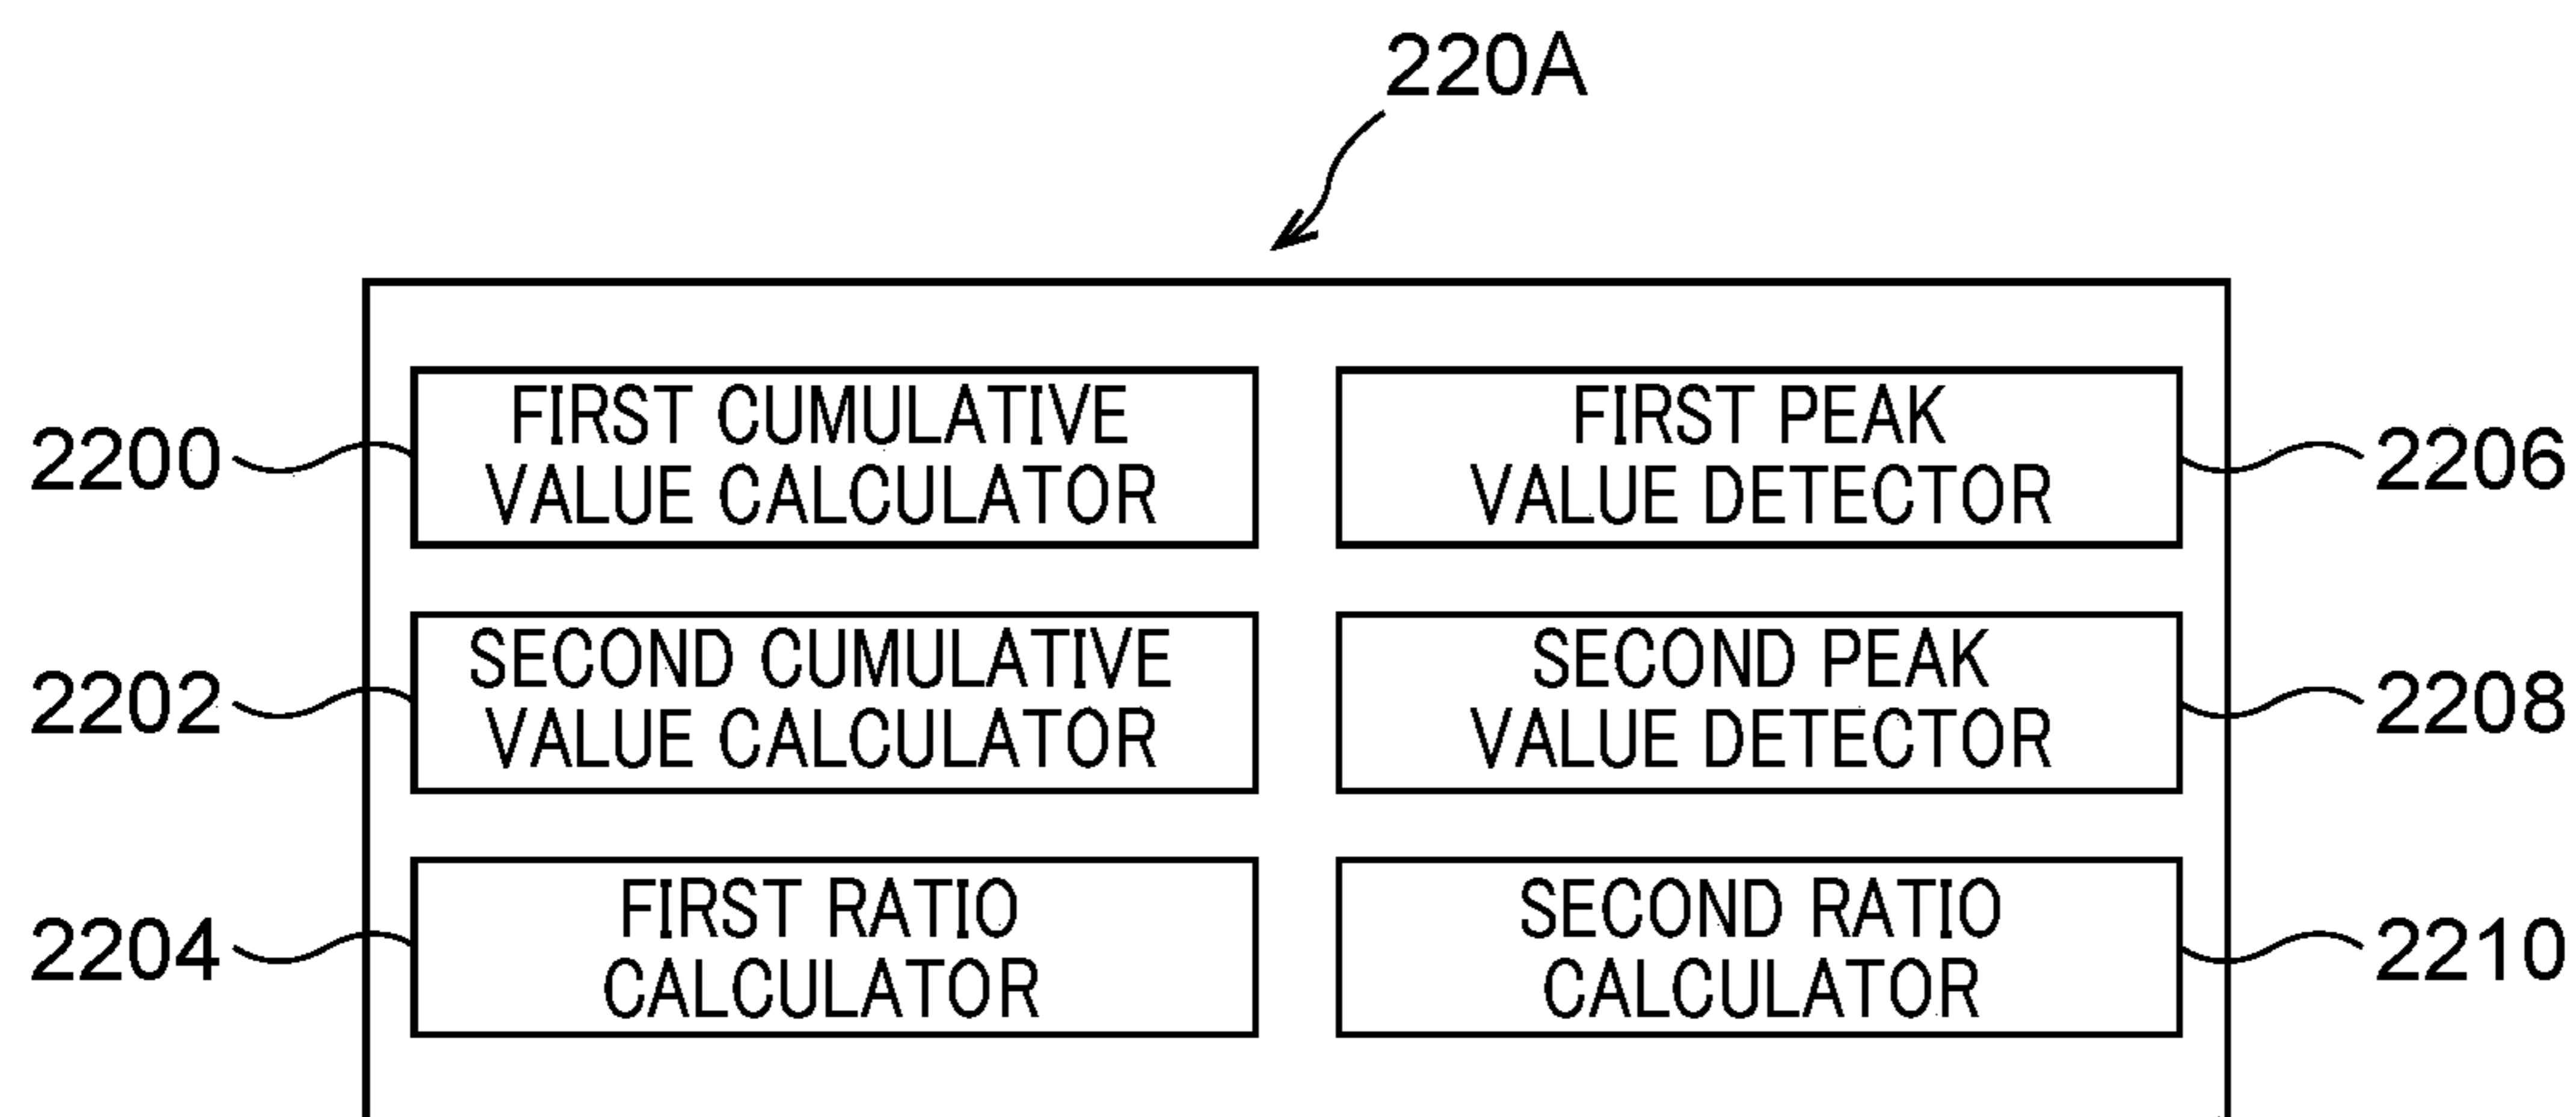 220A
2200
FIRST CUMULATIVE
VALUE CALCULATOR
FIRST PEAK
VALUE DETECTOR
2206
2202
SECOND CUMULATIVE
VALUE CALCULATOR
SECOND PEAK
VALUE DETECTOR
2208
2204
FIRST RATIO
CALCULATOR
SECOND RATIO
CALCULATOR
2210